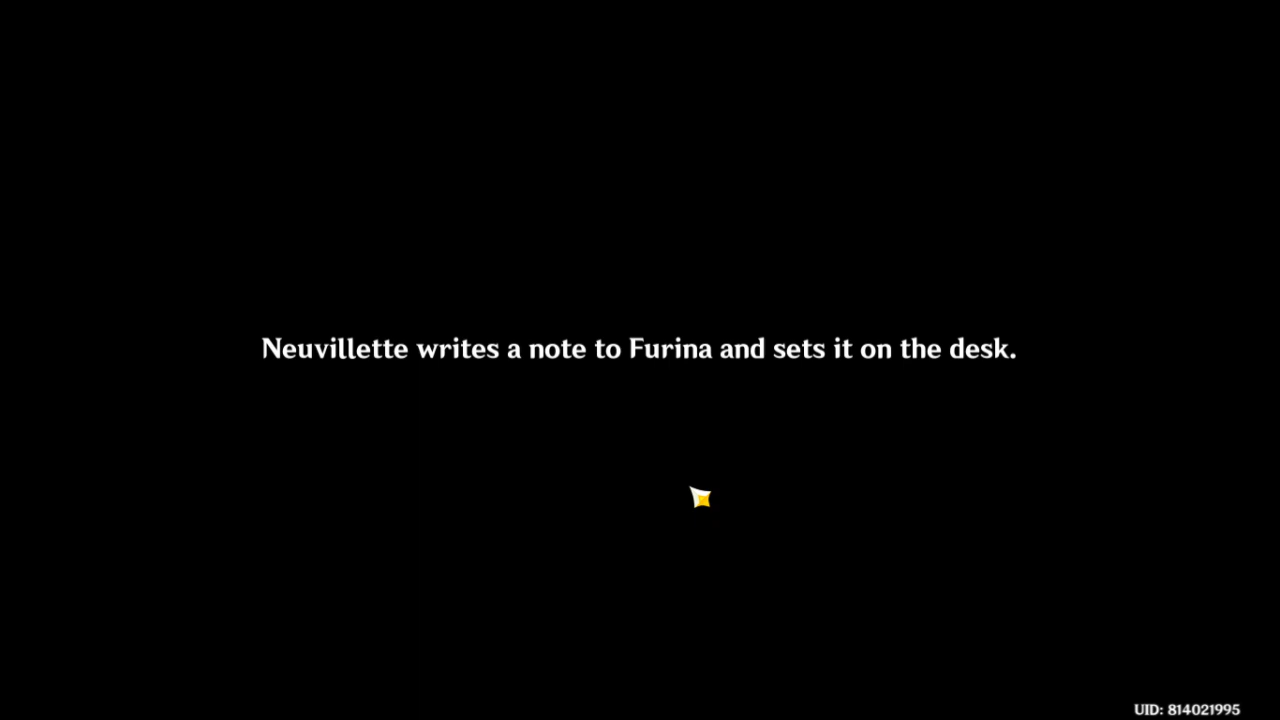 Neuvillette writes a note to Furina and sets it on the desk.
UID: 814021995